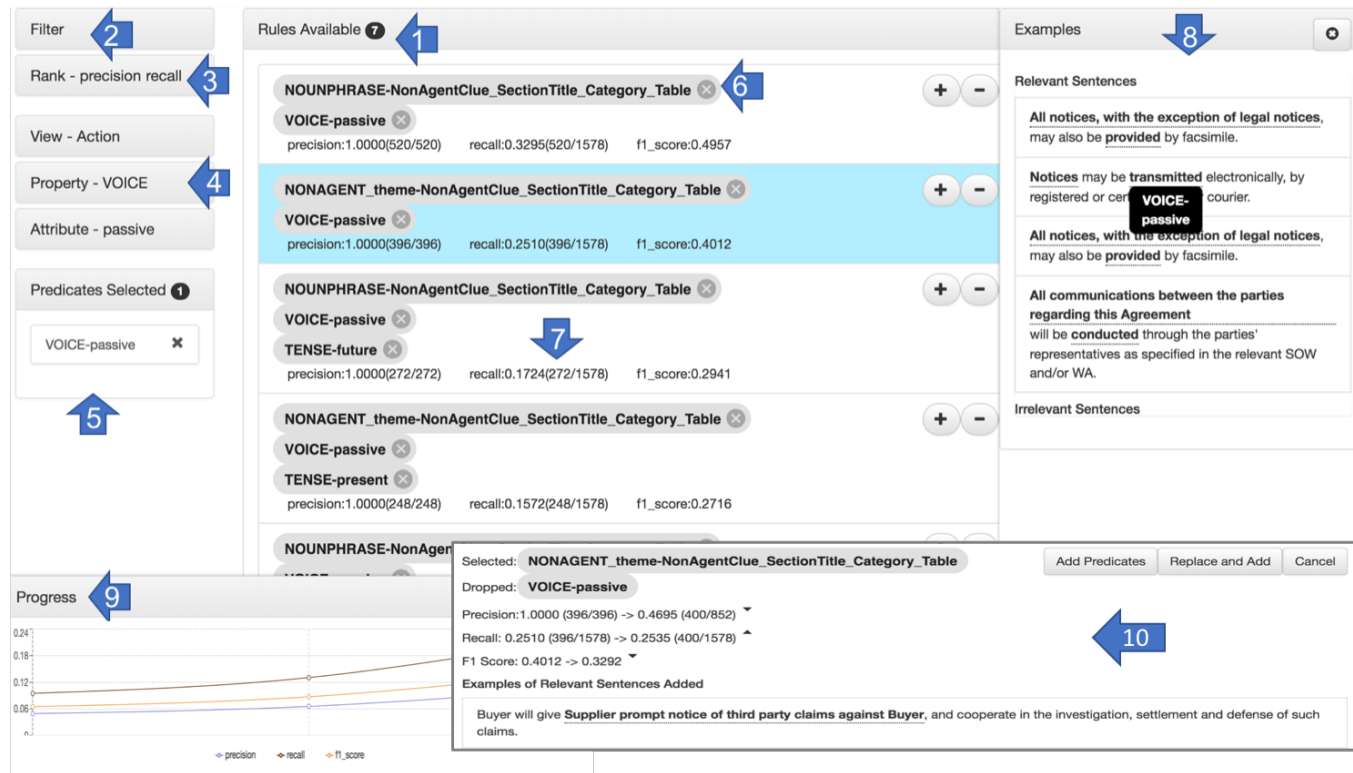 Filter
2
Rank - precision recall
3
View - Action
Property - VOICE
4
Attribute - passive
Predicates Selected 1
VOICE-passive
5
Rules Available 7
1
NOUNPHRASE-NonAgentClue_SectionTitle_Category_Table
6
VOICE-passive
precision:1.0000(520/520) recall:0.3295(520/1578) f1_score:0.4957
NONAGENT_theme-NonAgentClue_SectionTitle_Category_Table
VOICE-passive
precision:1.0000(396/396) recall:0.2510(396/1578) f1_score:0.4012
NOUNPHRASE-NonAgentClue_SectionTitle_Category_Table
VOICE-passive
TENSE-future
7
precision:1.0000(272/272) recall:0.1724(272/1578) f1_score:0.2941
NONAGENT_theme-NonAgentClue_SectionTitle_Category_Table
VOICE-passive
TENSE-present
precision:1.0000(248/248) recall:0.1572(248/1578) f1_score:0.2716
NOUNPHRASE-NonAgen
Examples
8
Relevant Sentences
All notices, with the exception of legal notices,
may also be provided by facsimile.
Notices may be transmitted electronically, by
registered or cer courier.
VOICE-
passive
All notices, with the exception of legal notices,
may also be provided by facsimile.
All communications between the parties
regarding this Agreement
will be conducted through the parties'
representatives as specified in the relevant SOW
and/or WA.
Irrelevant Sentences
Progress
9
0.24
0.18
0.12
0.06
0
precision recall f1_score
Selected: NONAGENT_theme-NonAgentClue_SectionTitle_Category_Table
Add Predicates Replace and Add Cancel
Dropped: VOICE-passive
Precision:1.0000 (396/396) -> 0.4695 (400/852)
Recall: 0.2510 (396/1578) -> 0.2535 (400/1578)
10
F1 Score: 0.4012 -> 0.3292
Examples of Relevant Sentences Added
Buyer will give Supplier prompt notice of third party claims against Buyer, and cooperate in the investigation, settlement and defense of such
claims.